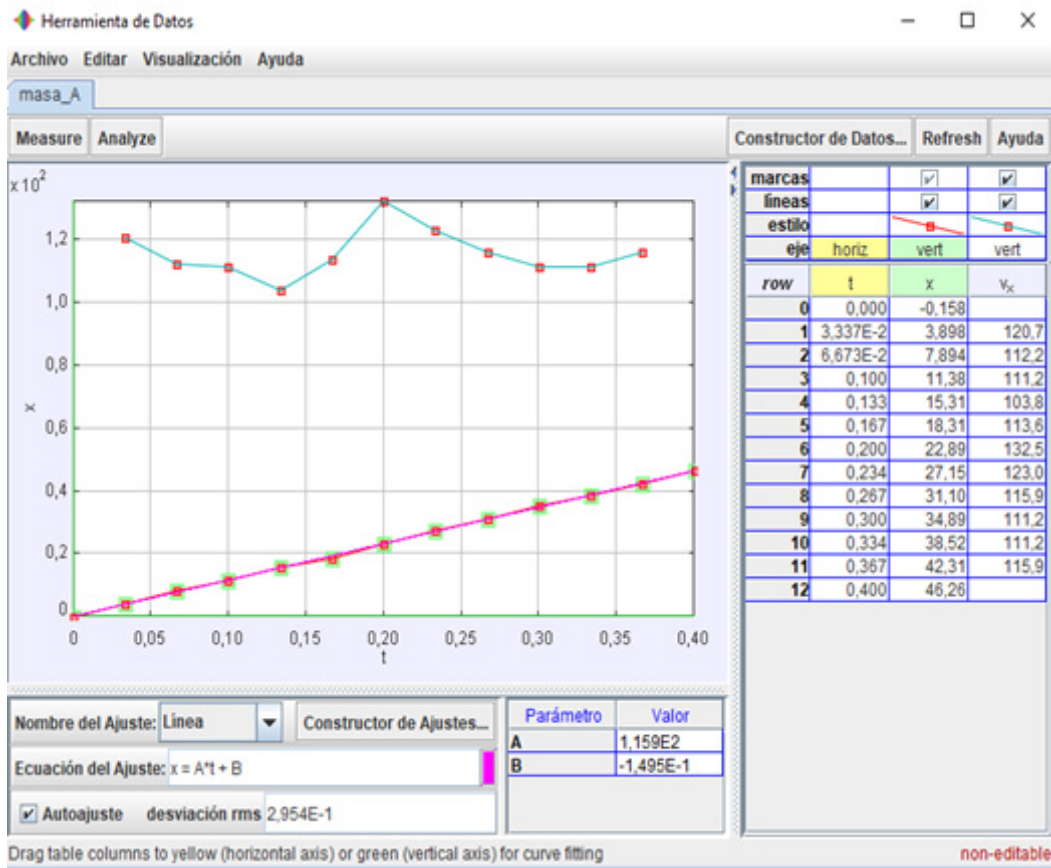 Herramienta de Datos
Archivo Editar Visualización Ayuda
masa_A
Measure Analyze Constructor de Datos... Refresh Ayuda
x10²
1,2
1,0
0,8
x
0,6
0,4
0,2
0
0 0,05 0,10 0,15 0,20 0,25 0,30 0,35 0,40
t
marcas
líneas
estilo
eje horiz vert vert
row t x vx
0 0,000 -0,158
1 3,337E-2 3,898 120,7
2 6,673E-2 7,894 112,2
3 0,100 11,38 111,2
4 0,133 15,31 103,8
5 0,167 18,31 113,6
6 0,200 22,89 132,5
7 0,234 27,15 123,0
8 0,267 31,10 115,9
9 0,300 34,89 111,2
10 0,334 38,52 111,2
11 0,367 42,31 115,9
12 0,400 46,26
Nombre del Ajuste: Línea Constructor de Ajustes...
Ecuación del Ajuste: x = A*t + B
Autoajuste desviación rms 2,954E-1
Parámetro Valor
A 1,159E2
B -1,495E-1
Drag table columns to yellow (horizontal axis) or green (vertical axis) for curve fitting non-editable